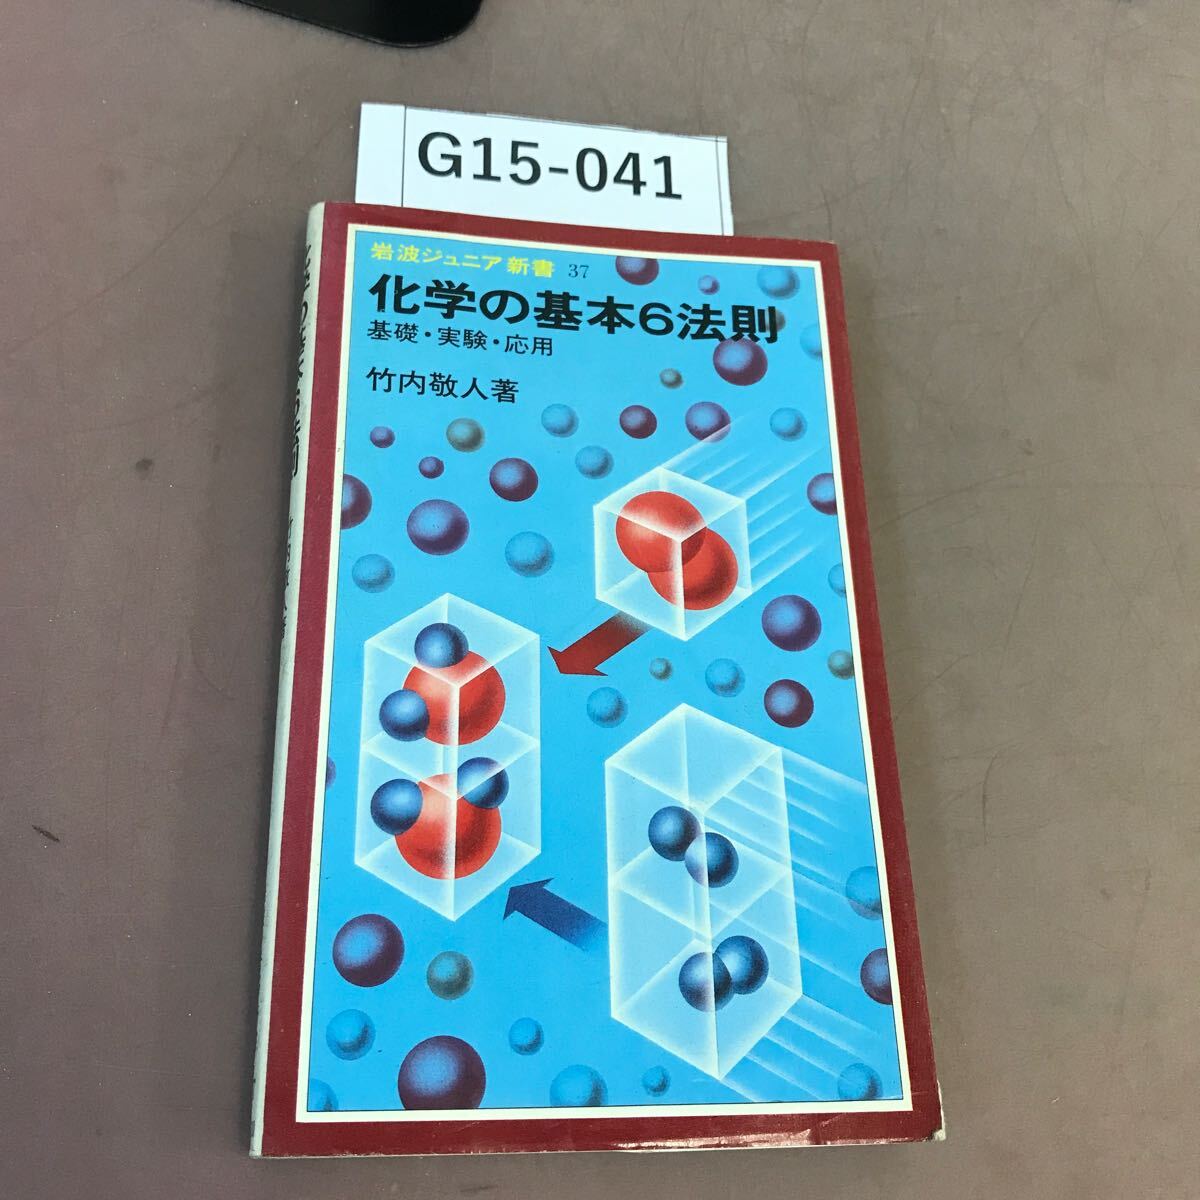 G15-041
岩波ジュニア新書 37
化学の基本6法則
基礎・実験・応用
竹内敬人著